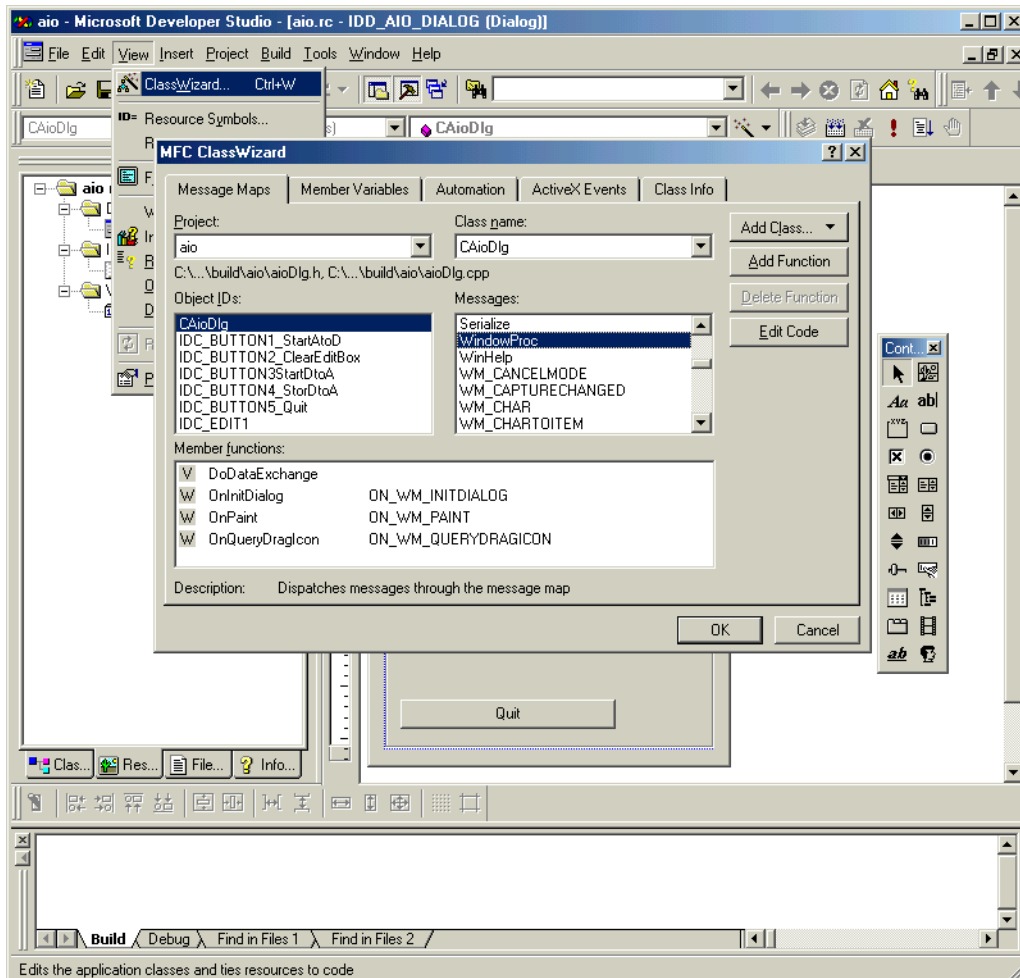 aio - Microsoft Developer Studio - [aio.rc - IDD_AIO_DIALOG (Dialog)]
File Edit View Insert Project Build Tools Window Help
ClassWizard... Ctrl+W
ID= Resource Symbols...
CAioDlg
CAioDlg
MFC ClassWizard
Message Maps Member Variables Automation ActiveX Events Class Info
Project:
Class name:
aio
CAioDlg
Add Class...
Add Function
Delete Function
Edit Code
C:\...\build\aio\aioDlg.h, C:\...\build\aio\aioDlg.cpp
Object IDs:
Messages:
CAioDlg
IDC_BUTTON1_StartAtoD
IDC_BUTTON2_ClearEditBox
IDC_BUTTON3StartDtoA
IDC_BUTTON4_StorDtoA
IDC_BUTTON5_Quit
IDC_EDIT1
Serialize
WindowProc
WinHelp
WM_CANCELMODE
WM_CAPTURECHANGED
WM_CHAR
WM_CHARTOITEM
Member functions:
V DoDataExchange
W OnInitDialog ON_WM_INITDIALOG
W OnPaint ON_WM_PAINT
W OnQueryDragIcon ON_WM_QUERYDRAGICON
Description: Dispatches messages through the message map
OK Cancel
Cont...
Aa ab|
XYZ
ab
aio
Quit
Clas... Res... File... Info...
Build Debug Find in Files 1 Find in Files 2
Edits the application classes and ties resources to code